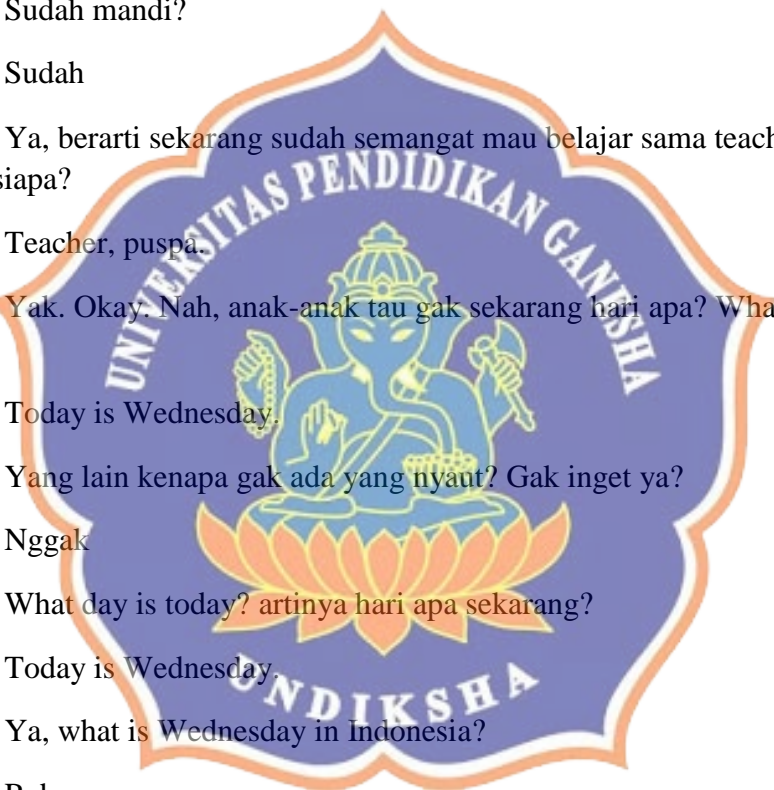 Sudah mandi?
Sudah
Ya, berarti sekarang sudah semangat mau belajar sama
siapa?
Teacher, puspa.
Yak. Okay. Nah, anak-anak tau gak sekarang hari apa?
Today is Wednesday.
Yang lain kenapa gak ada yang nyaut? Gak inget ya?
Nggak
What day is today? artinya hari apa sekarang?
Today is Wednesday.
Ya, what is Wednesday in Indonesia?
UNIVERSITAS PENDIDIKAN GANESHA
UNDIKSHA